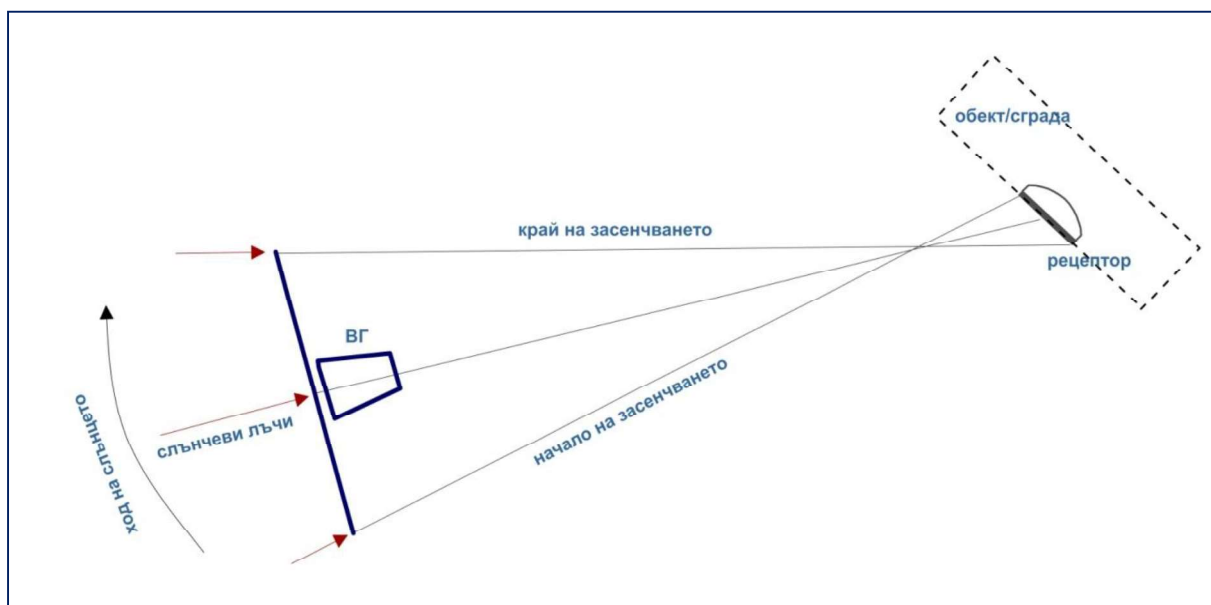 обект/сграда
край на засенчването
рецептор
ВГ
слънчеви лъчи
начало на засенчването
ход на слънцето